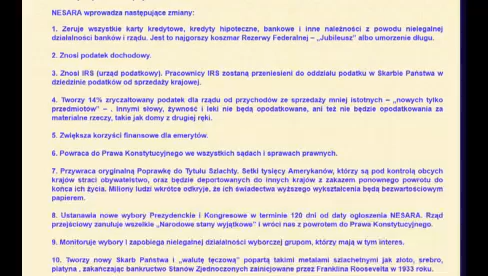 NESARA wprowadza następujące zmiany:
1. Zeruje wszystkie karty kredytowe, kredyty hipoteczne, bankowe i inne należności z powodu nielegalnej
działalności banków i rządu. Jest to najgorszy koszmar Rezerwy Federalnej – „Jubileusz" albo umorzenie długu.
2. Znosi podatek dochodowy.
3. Znosi IRS (urząd podatkowy). Pracownicy IRS zostaną przeniesieni do oddziału podatku w Skarbie Państwa w
dziedzinie podatków od sprzedaży krajowej.
4. Tworzy 14% zryczałtowany podatek dla rządu od przychodów ze sprzedaży mniej istotnych – „nowych tylko
przedmiotów" – . Innymi słowy, żywność i leki nie będą opodatkowane, ani też nie będzie opodatkowania za
materialne rzeczy, takie jak domy z drugiej ręki.
5. Zwiększa korzyści finansowe dla emerytów.
6. Powraca do Prawa Konstytucyjnego we wszystkich sądach i sprawach prawnych.
7. Przywraca oryginalną Poprawkę do Tytułu Szlachty. Setki tysięcy Amerykanów, którzy są pod kontrolą obcych
krajów straci obywatelstwo, oraz będzie deportowanych do innych krajów z zakazem ponownego powrotu do
końca ich życia. Miliony ludzi wkrótce odkryje, że ich świadectwa wyższego wykształcenia będą bezwartościowym
papierem.
8. Ustanawia nowe wybory Prezydenckie i Kongresowe w terminie 120 dni od daty ogłoszenia NESARA. Rząd
przejściowy zanuluje wszelkie „Narodowe stany wyjątkowe" i wróci nas z powrotem do Prawa Konstytucyjnego.
9. Monitoruje wybory i zapobiega nielegalnej działalności wyborczej grupom, którzy mają w tym interes.
10. Tworzy nowy Skarb Państwa i „walutę tęczową" popartą takimi metalami szlachetnymi jak złoto, srebro,
platyna , zakańczając bankructwo Stanów Zjednoczonych zainicjowane przez Franklina Roosevelta w 1933 roku.